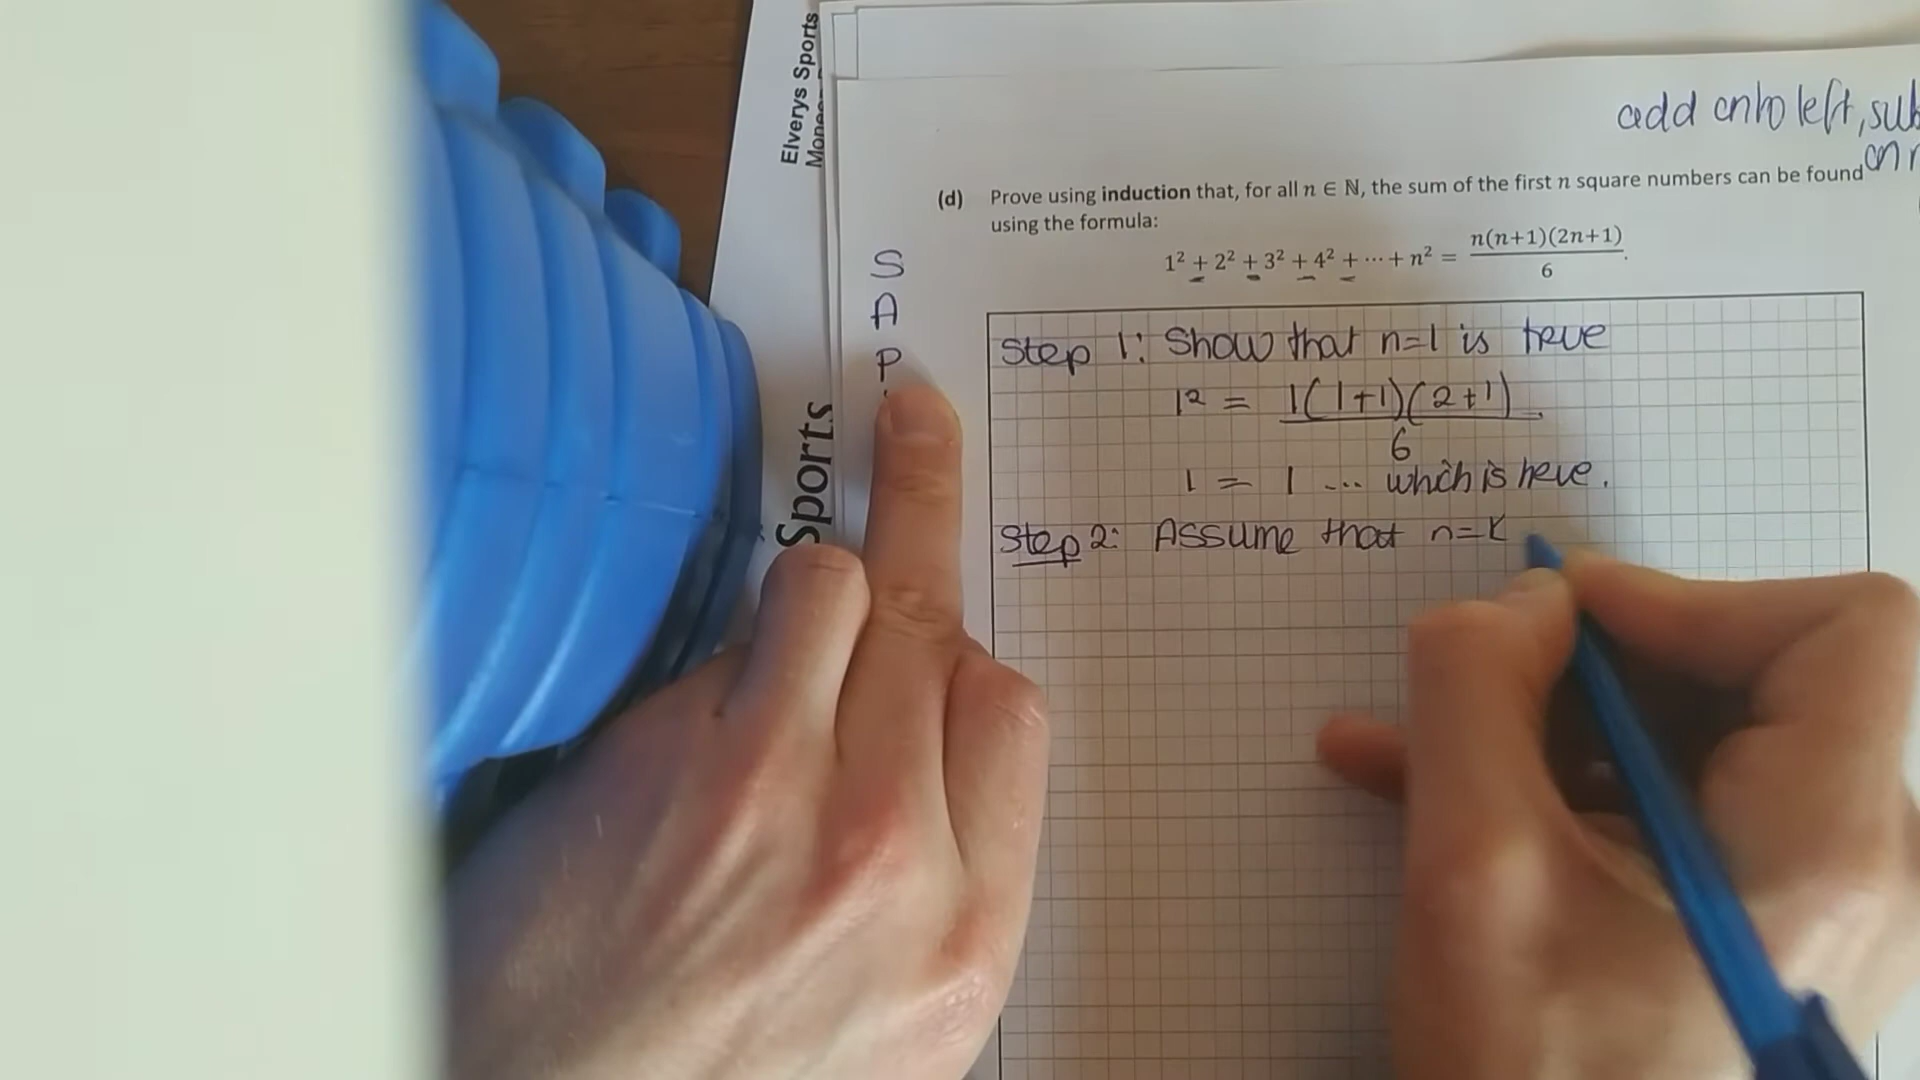 Elverys Sports
Sports
add onto left, sub
on r
(d) Prove using induction that, for all n ∈ ℕ, the sum of the first n square numbers can be found
using the formula:
1² + 2² + 3² + 4² + ⋯ + n² = n(n+1)(2n+1)/6.
S
A
P
Step 1: Show that n=1 is true
1² = 1(1+1)(2+1)/6
1 = 1 ... which is true.
Step 2: Assume that n=k